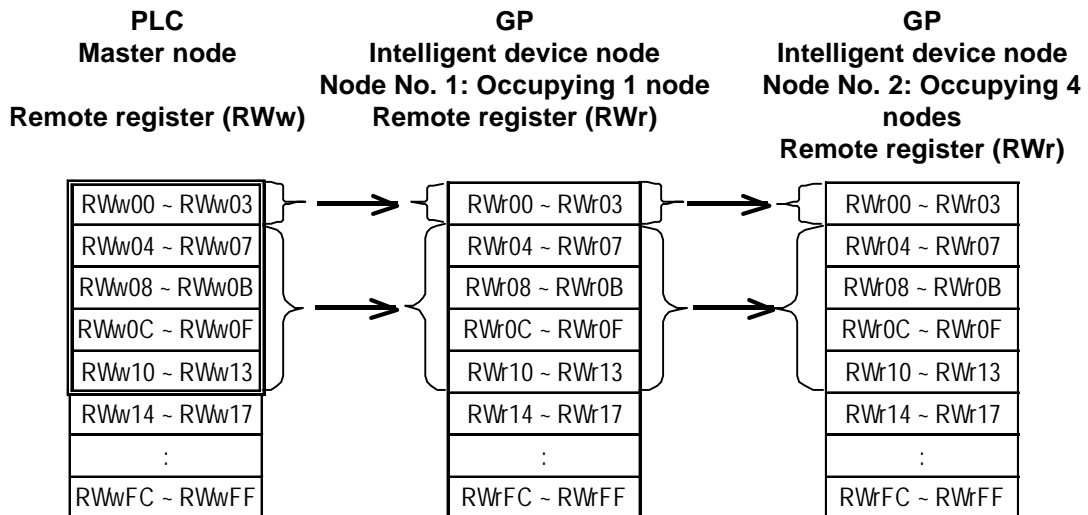 PLC
Master node
Remote register (RWw)
GP
Intelligent device node
Node No. 1: Occupying 1 node
Remote register (RWr)
GP
Intelligent device node
Node No. 2: Occupying 4
nodes
Remote register (RWr)
RWw00 ~ RWw03
RWw04 ~ RWw07
RWw08 ~ RWw0B
RWw0C ~ RWw0F
RWw10 ~ RWw13
RWw14 ~ RWw17
:
RWwFC ~ RWwFF
RWr00 ~ RWr03
RWr04 ~ RWr07
RWr08 ~ RWr0B
RWr0C ~ RWr0F
RWr10 ~ RWr13
RWr14 ~ RWr17
:
RWrFC ~ RWrFF
RWr00 ~ RWr03
RWr04 ~ RWr07
RWr08 ~ RWr0B
RWr0C ~ RWr0F
RWr10 ~ RWr13
RWr14 ~ RWr17
:
RWrFC ~ RWrFF